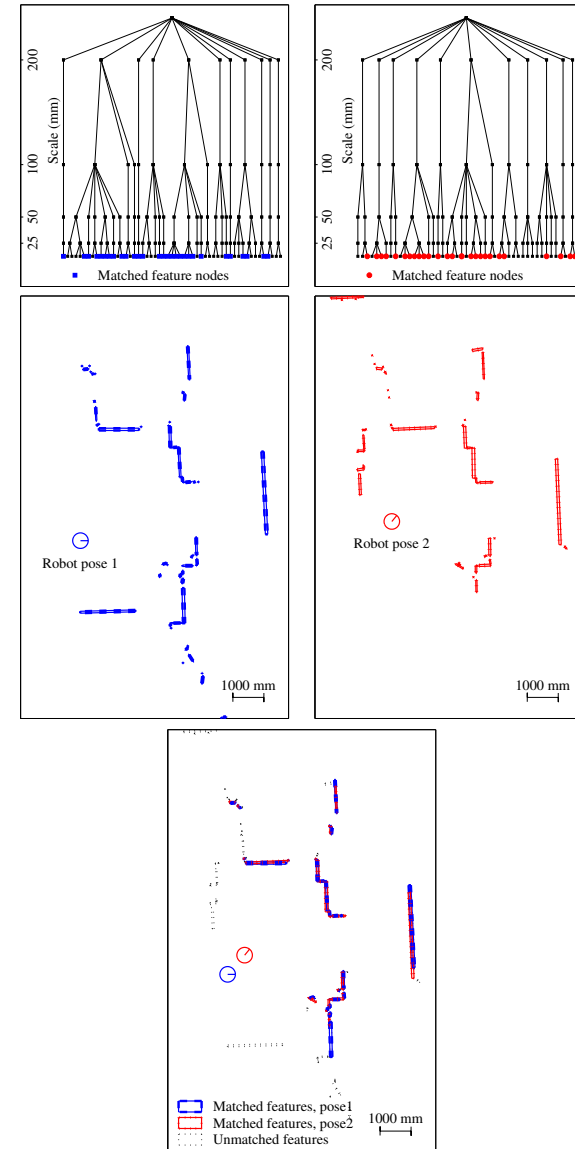 200
100
50
25
Scale (mm)
Matched feature nodes
200
100
50
25
Scale (mm)
Matched feature nodes
Robot pose 1
1000 mm
Robot pose 2
1000 mm
Matched features, pose1
Matched features, pose2
Unmatched features
1000 mm